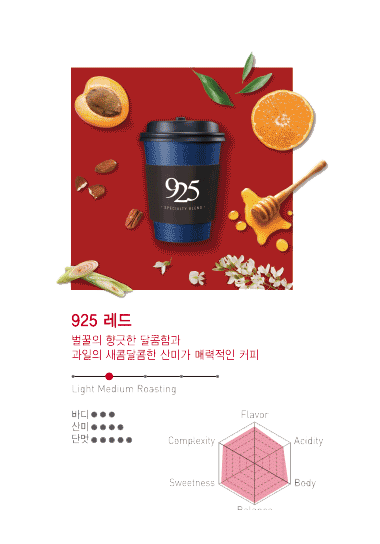 925
SPECIALTY BLEND
925 레드
벌꿀의 향긋한 달콤함과
과일의 새콤달콤한 산미가 매력적인 커피
Light Medium Roasting
바디
산미
단맛
Flavor
Complexity
Acidity
Sweetness
Body
Balance